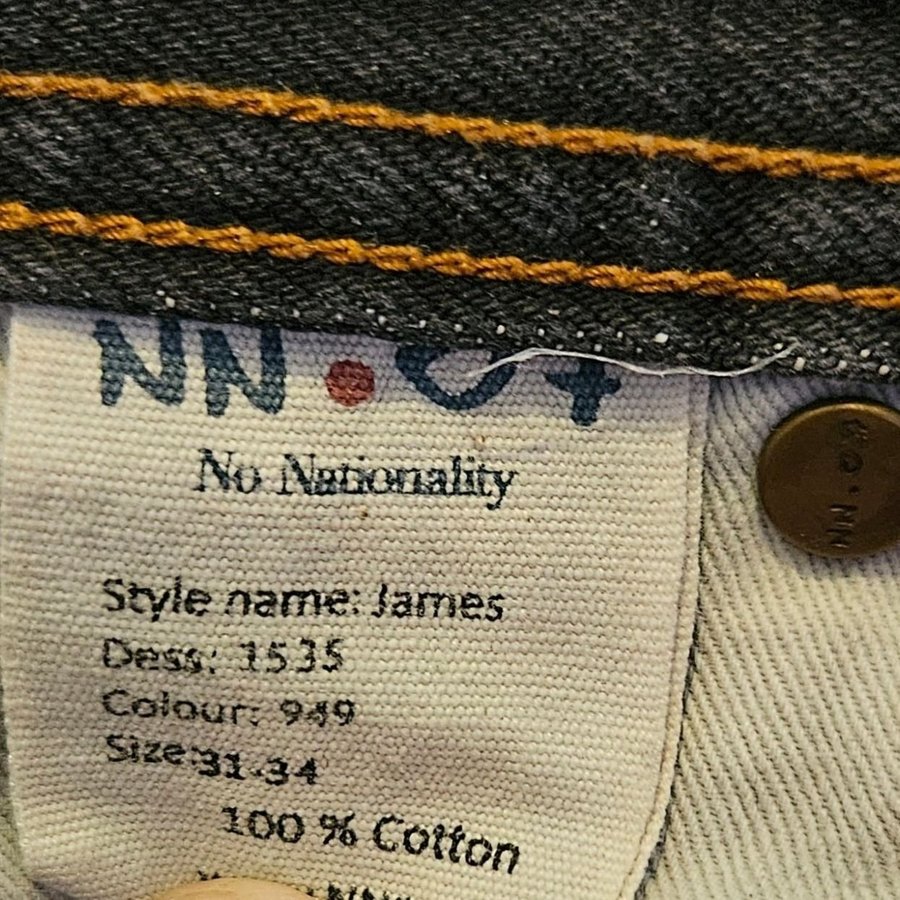 NN•07
No Nationality
Style name: James
Dess: 1535
Colour: 949
Size: 31-34
100 % Cotton